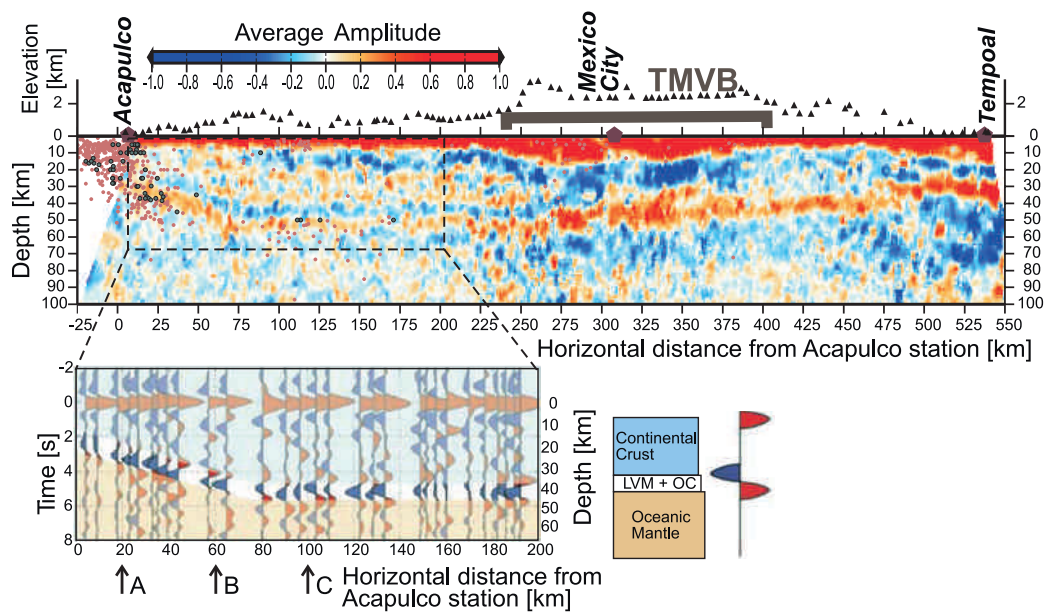 Average Amplitude
-1.0 -0.8 -0.6 -0.4 -0.2 0.0 0.2 0.4 0.6 0.8 1.0
Elevation
[km]
2
0
Acapulco
Mexico
City
TMVB
Tempoal
2
0
Depth [km]
0
10
20
30
40
50
60
70
80
90
100
10
20
30
40
50
60
70
80
90
100
-25 0 25 50 75 100 125 150 175 200 225 250 275 300 325 350 375 400 425 450 475 500 525 550
Horizontal distance from Acapulco station [km]
Time [s]
-2
0
2
4
6
8
0
10
20
30
40
50
60
Depth [km]
0 20 40 60 80 100 120 140 160 180 200
A B C
Horizontal distance from
Acapulco station [km]
Continental
Crust
LVM + OC
Oceanic
Mantle